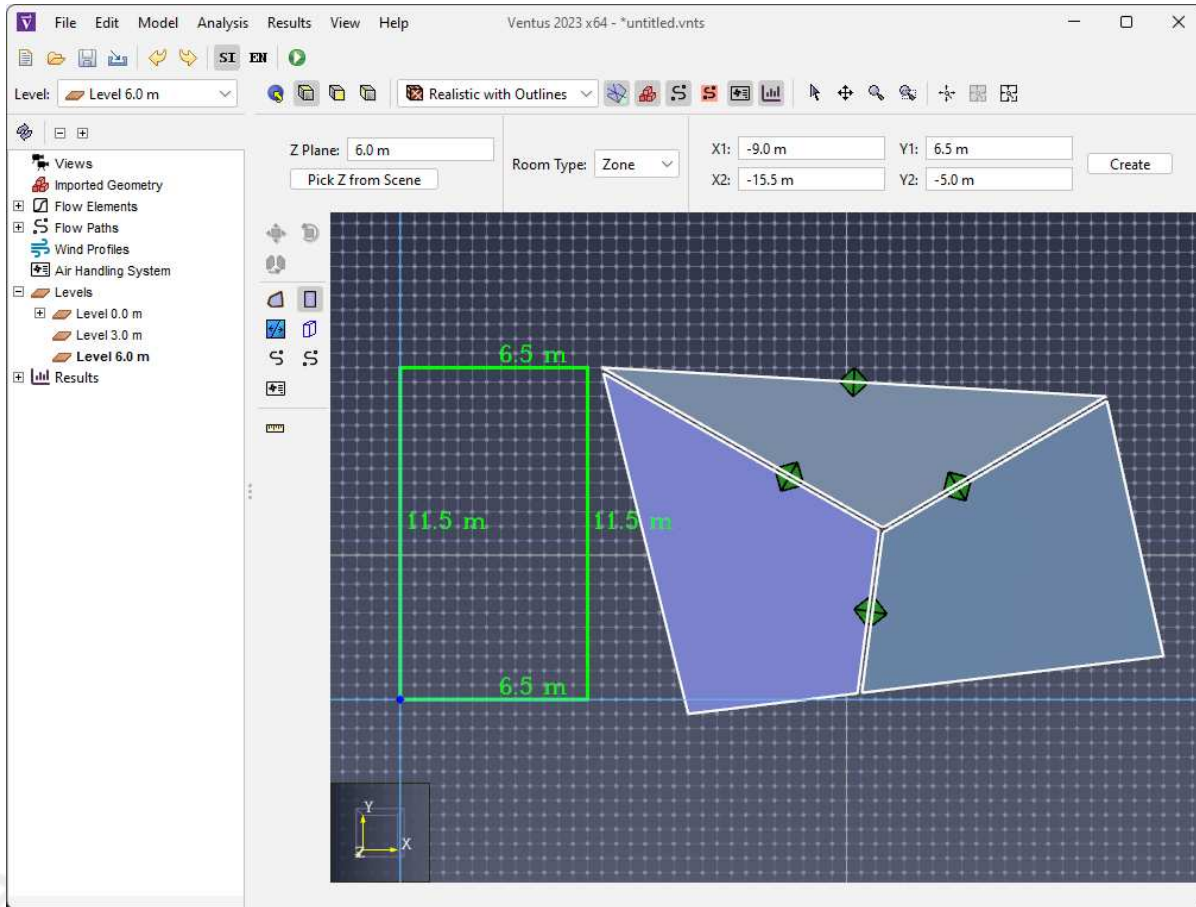 File Edit Model Analysis Results View Help Ventus 2023 x64 - *untitled.vnts
SI EN
Level: Level 6.0 m Realistic with Outlines
Z Plane: 6.0 m
Pick Z from Scene
Room Type: Zone
X1: -9.0 m Y1: 6.5 m
X2: -15.5 m Y2: -5.0 m
Create
Views
Imported Geometry
Flow Elements
Flow Paths
Wind Profiles
Air Handling System
Levels
Level 0.0 m
Level 3.0 m
Level 6.0 m
Results
6.5 m
11.5 m 11.5 m
6.5 m
Y
Z X